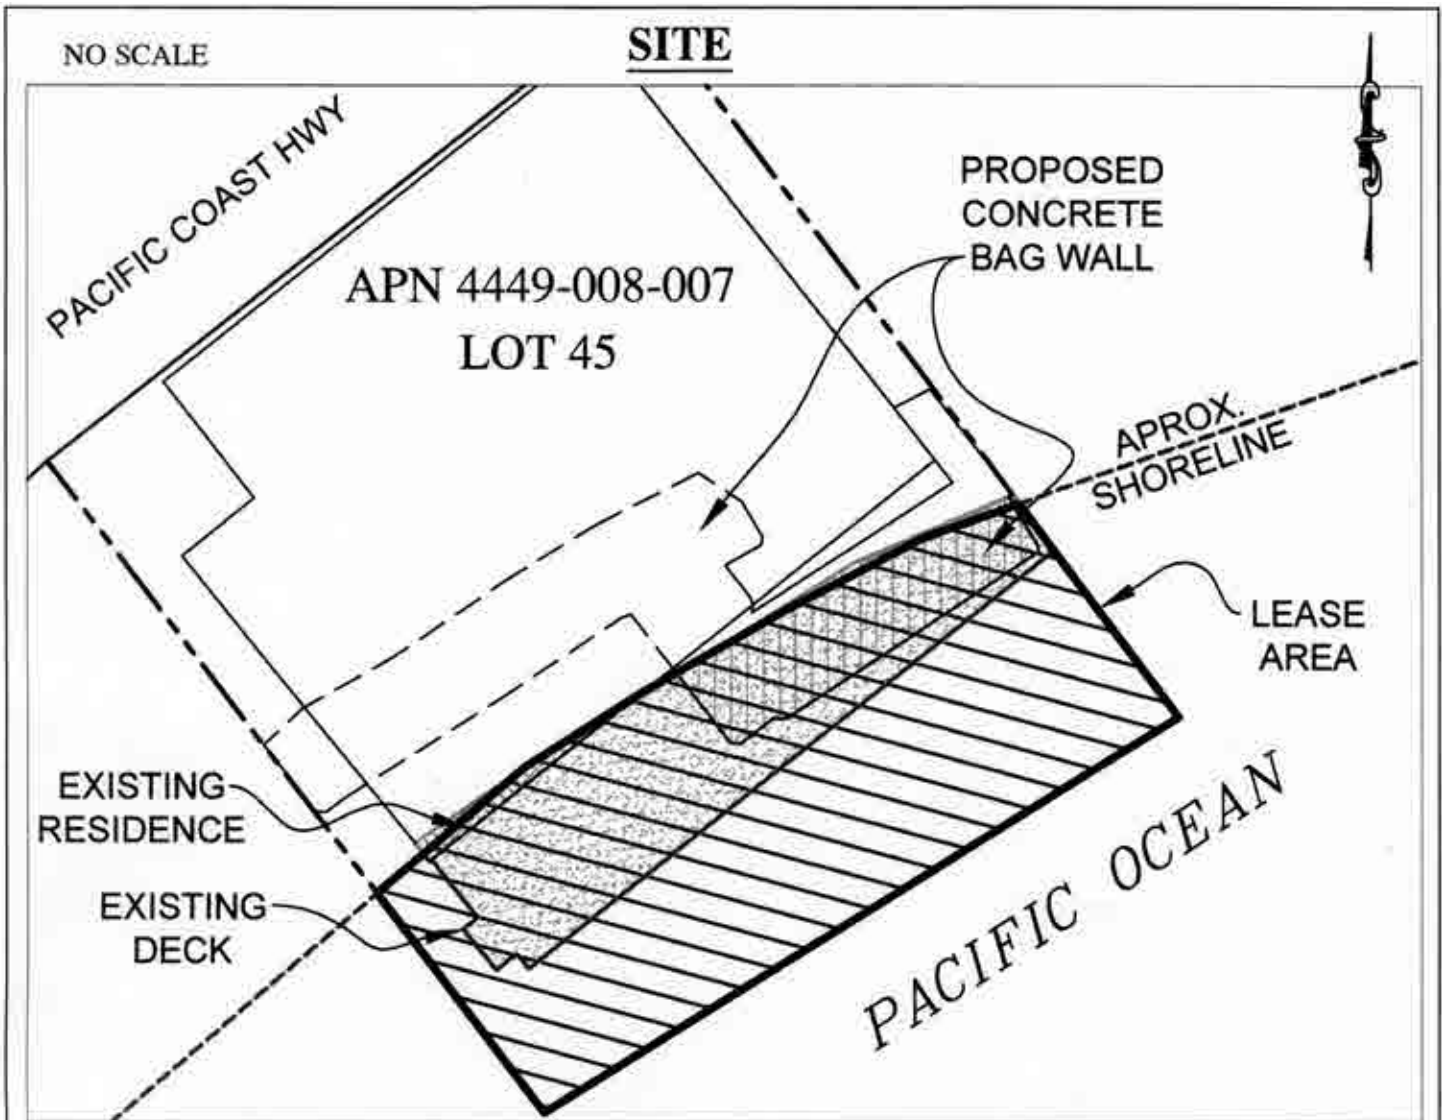 NO SCALE
SITE
PACIFIC COAST HWY
APN 4449-008-007
LOT 45
PROPOSED
CONCRETE
BAG WALL
APROX.
SHORELINE
LEASE
AREA
EXISTING
RESIDENCE
EXISTING
DECK
PACIFIC OCEAN